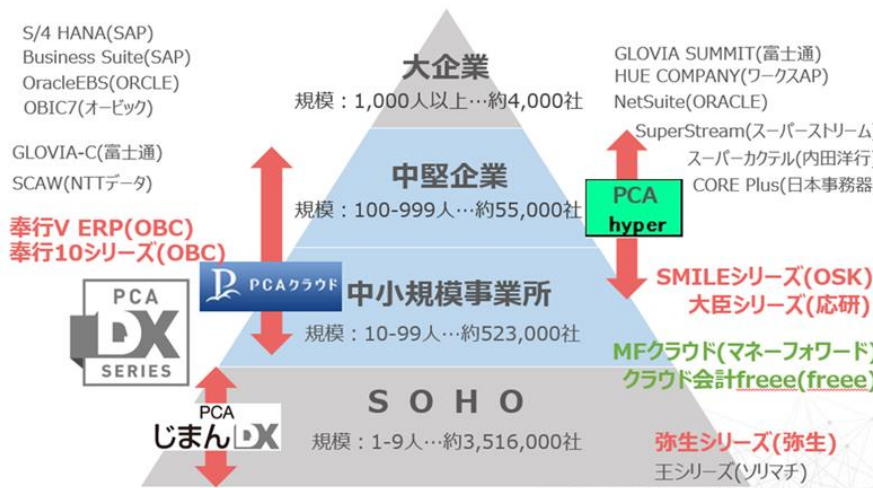 S/4 HANA(SAP)
Business Suite(SAP)
OracleEBS(ORCLE)
OBIC7(オービック)
GLOVIA-C(富士通)
SCAW(NTTデータ)
奉行V ERP(OBC)
奉行10シリーズ(OBC)
PCA
DX
SERIES
PCAクラウド
PCA
じまんDX
大企業
規模：1,000人以上…約4,000社
中堅企業
規模：100-999人…約55,000社
中小規模事業所
規模：10-99人…約523,000社
SOHO
規模：1-9人…約3,516,000社
GLOVIA SUMMIT(富士通)
HUE COMPANY(ワークスAP)
NetSuite(ORACLE)
SuperStream(スーパーストリーム)
スーパーカクテル(内田洋行)
CORE Plus(日本事務器
PCA
hyper
SMILEシリーズ(OSK)
大臣シリーズ(応研)
MFクラウド(マネーフォワード)
クラウド会計freee(freee)
弥生シリーズ(弥生)
王シリーズ(ソリマチ)